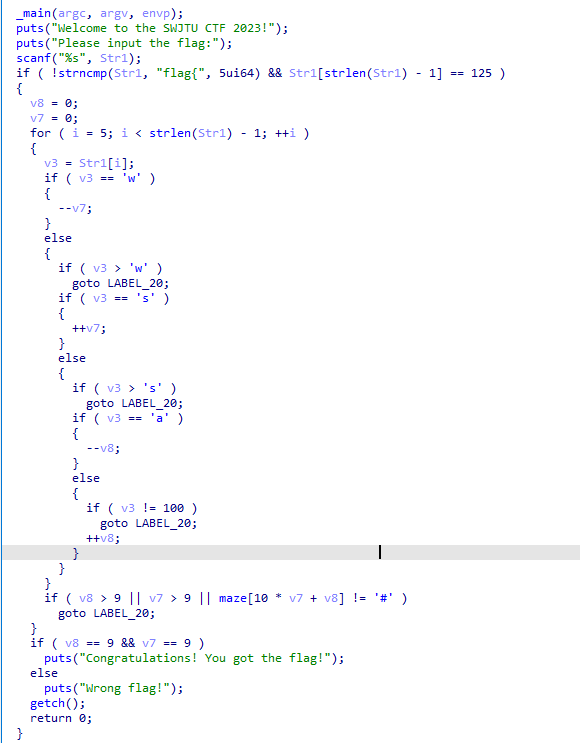 _main(argc, argv, envp);
puts("Welcome to the SWJTU CTF 2023!");
puts("Please input the flag:");
scanf("%s", Str1);
if ( !strncmp(Str1, "flag{", 5ui64) && Str1[strlen(Str1) - 1] == 125 )
{
  v8 = 0;
  v7 = 0;
  for ( i = 5; i < strlen(Str1) - 1; ++i )
  {
    v3 = Str1[i];
    if ( v3 == 'w' )
    {
      --v7;
    }
    else
    {
      if ( v3 > 'w' )
        goto LABEL_20;
      if ( v3 == 's' )
      {
        ++v7;
      }
      else
      {
        if ( v3 > 's' )
          goto LABEL_20;
        if ( v3 == 'a' )
        {
          --v8;
        }
        else
        {
          if ( v3 != 100 )
            goto LABEL_20;
          ++v8;
        }
      }
    }
    if ( v8 > 9 || v7 > 9 || maze[10 * v7 + v8] != '#' )
      goto LABEL_20;
  }
  if ( v8 == 9 && v7 == 9 )
    puts("Congratulations! You got the flag!");
  else
    puts("Wrong flag!");
  getch();
  return 0;
}